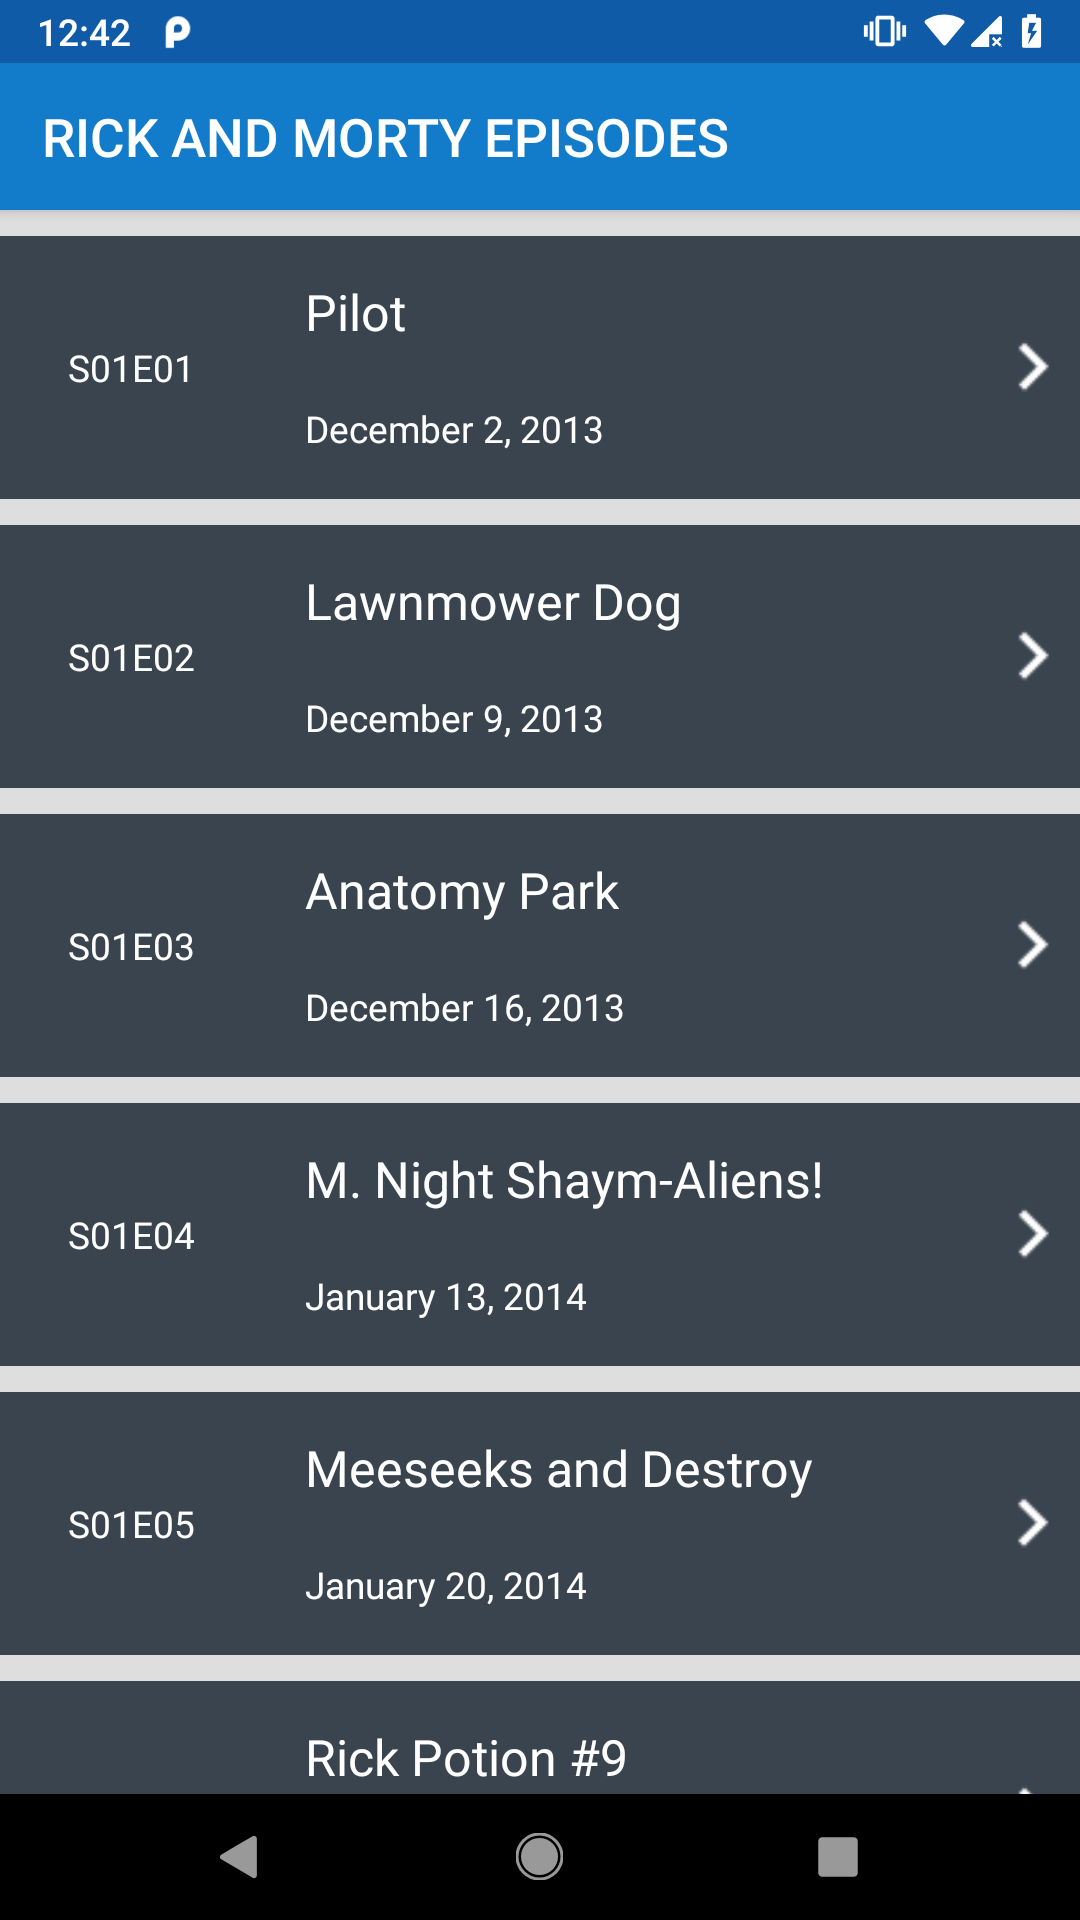 12:42
RICK AND MORTY EPISODES
Pilot
S01E01
December 2, 2013
Lawnmower Dog
S01E02
December 9, 2013
Anatomy Park
S01E03
December 16, 2013
M. Night Shaym-Aliens!
S01E04
January 13, 2014
Meeseeks and Destroy
S01E05
January 20, 2014
Rick Potion #9